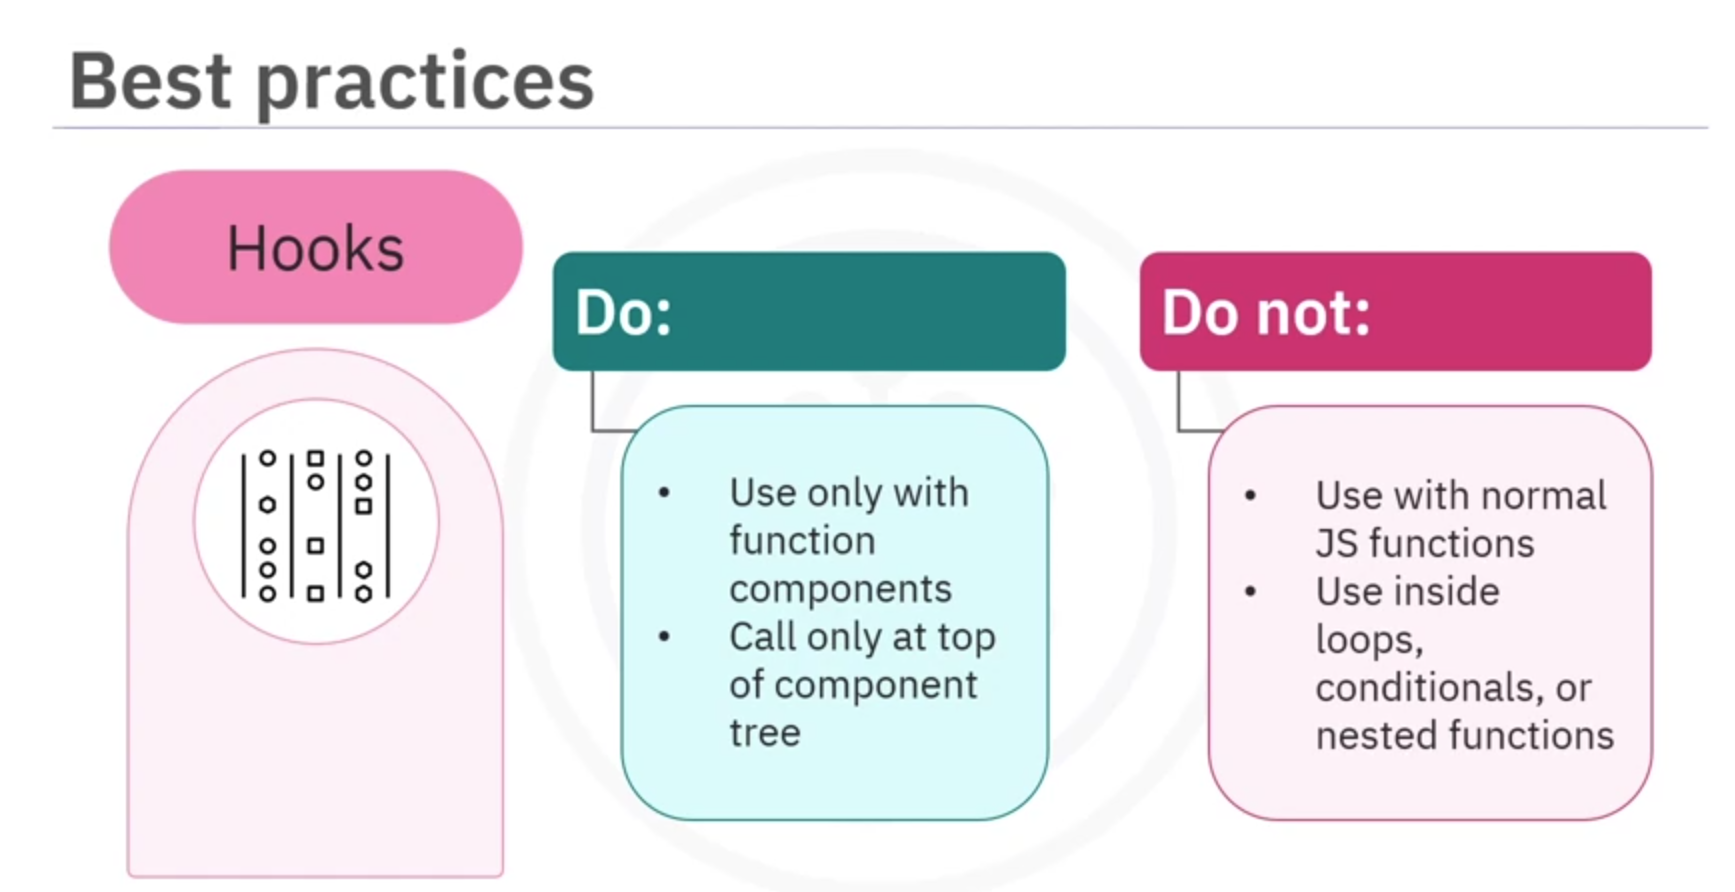 Best practices
Hooks
Do:
• Use only with
function
components
• Call only at top
of component
tree
Do not:
• Use with normal
JS functions
• Use inside
loops,
conditionals, or
nested functions